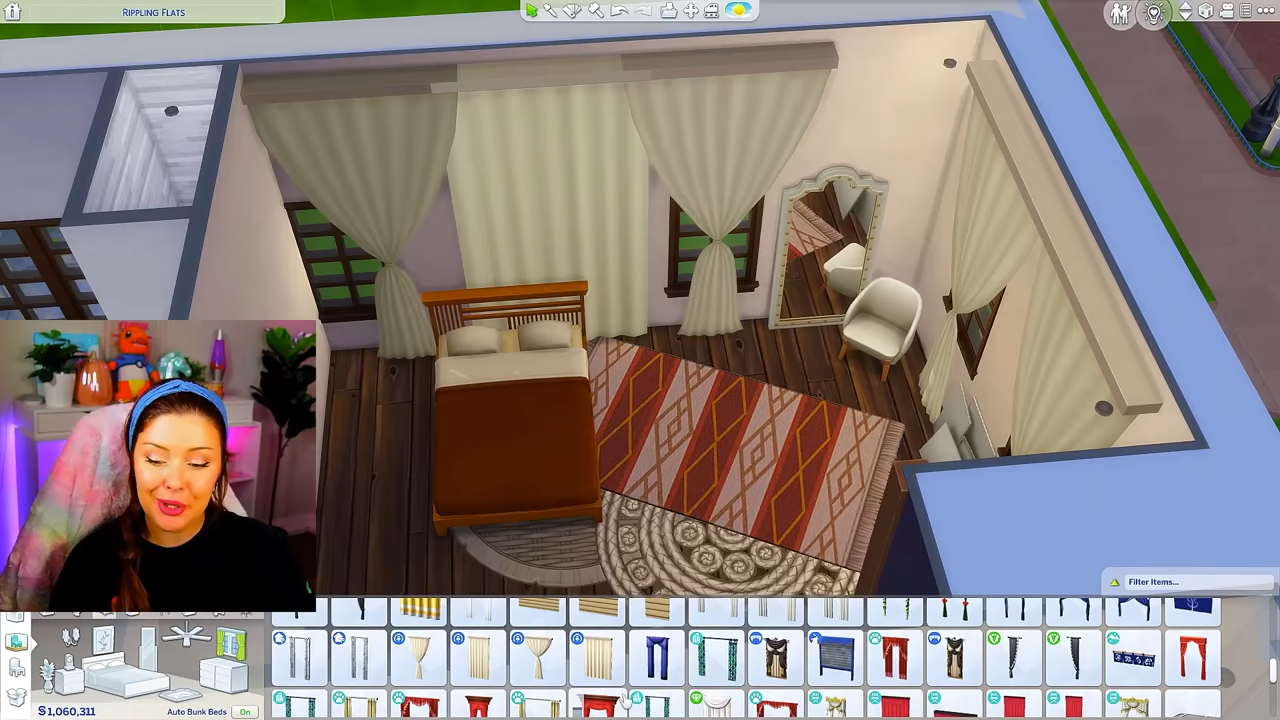 RIPPLING FLATS
Filter Items...
§1,060,311
Auto Bunk Beds
On